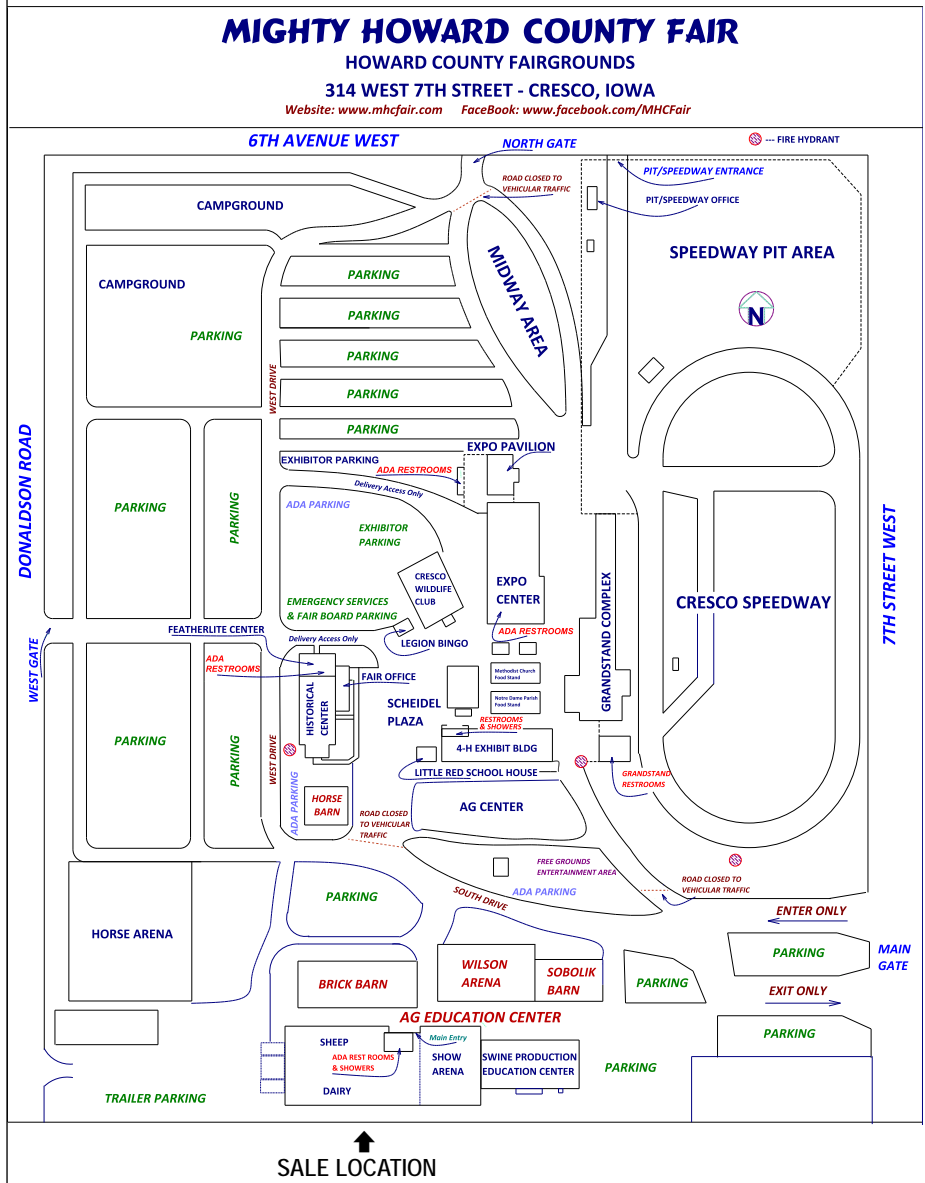 MIGHTY HOWARD COUNTY FAIR
HOWARD COUNTY FAIRGROUNDS
314 WEST 7TH STREET - CRESCO, IOWA
Website: www.mhcfair.com FaceBook: www.facebook.com/MHCFair
6TH AVENUE WEST
NORTH GATE
--- FIRE HYDRANT
ROAD CLOSED TO
VEHICULAR TRAFFIC
PIT/SPEEDWAY ENTRANCE
PIT/SPEEDWAY OFFICE
CAMPGROUND
SPEEDWAY PIT AREA
MIDWAY AREA
CAMPGROUND
PARKING
N
PARKING
PARKING
PARKING
PARKING
PARKING
WEST DRIVE
DONALDSON ROAD
EXPO PAVILION
EXHIBITOR PARKING
ADA RESTROOMS
Delivery Access Only
ADA PARKING
PARKING
PARKING
EXHIBITOR
PARKING
7TH STREET WEST
CRESCO
WILDLIFE
CLUB
EXPO
CENTER
GRANDSTAND COMPLEX
CRESCO SPEEDWAY
EMERGENCY SERVICES
& FAIR BOARD PARKING
FEATHERLITE CENTER
Delivery Access Only
LEGION BINGO
ADA RESTROOMS
WEST GATE
ADA
RESTROOMS
FAIR OFFICE
Methodist Church
Food Stand
Notre Dame Parish
Food Stand
HISTORICAL
CENTER
SCHEIDEL
PLAZA
RESTROOMS
& SHOWERS
4-H EXHIBIT BLDG
PARKING
PARKING
WEST DRIVE
LITTLE RED SCHOOL HOUSE
GRANDSTAND
RESTROOMS
ADA PARKING
HORSE
BARN
AG CENTER
ROAD CLOSED
TO VEHICULAR
TRAFFIC
FREE GROUNDS
ENTERTAINMENT AREA
ADA PARKING
ROAD CLOSED TO
VEHICULAR TRAFFIC
PARKING
SOUTH DRIVE
ENTER ONLY
HORSE ARENA
PARKING
MAIN
GATE
WILSON
ARENA
SOBOLIK
BARN
BRICK BARN
PARKING
EXIT ONLY
AG EDUCATION CENTER
PARKING
SHEEP
Main Entry
ADA REST ROOMS
& SHOWERS
DAIRY
SHOW
ARENA
SWINE PRODUCTION
EDUCATION CENTER
PARKING
TRAILER PARKING
SALE LOCATION